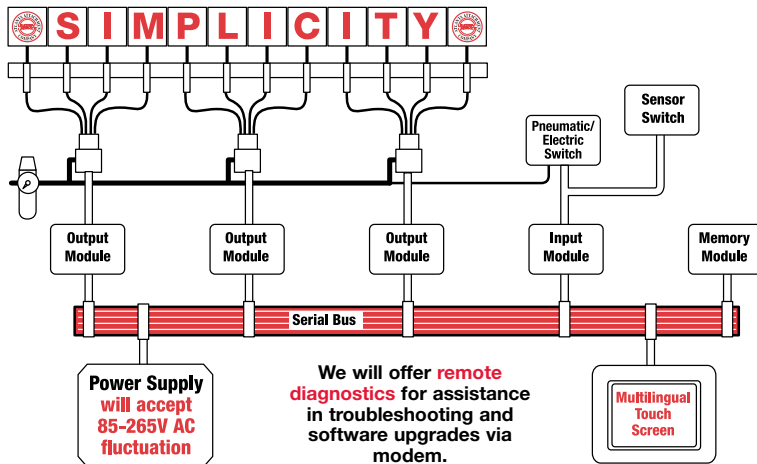 SIMPLICITY
Sensor
Switch
Pneumatic/
Electric
Switch
Output
Module
Output
Module
Output
Module
Input
Module
Memory
Module
Serial Bus
Power Supply
will accept
85-265V AC
fluctuation
We will offer remote
diagnostics for assistance
in troubleshooting and
software upgrades via
modem.
Multilingual
Touch
Screen